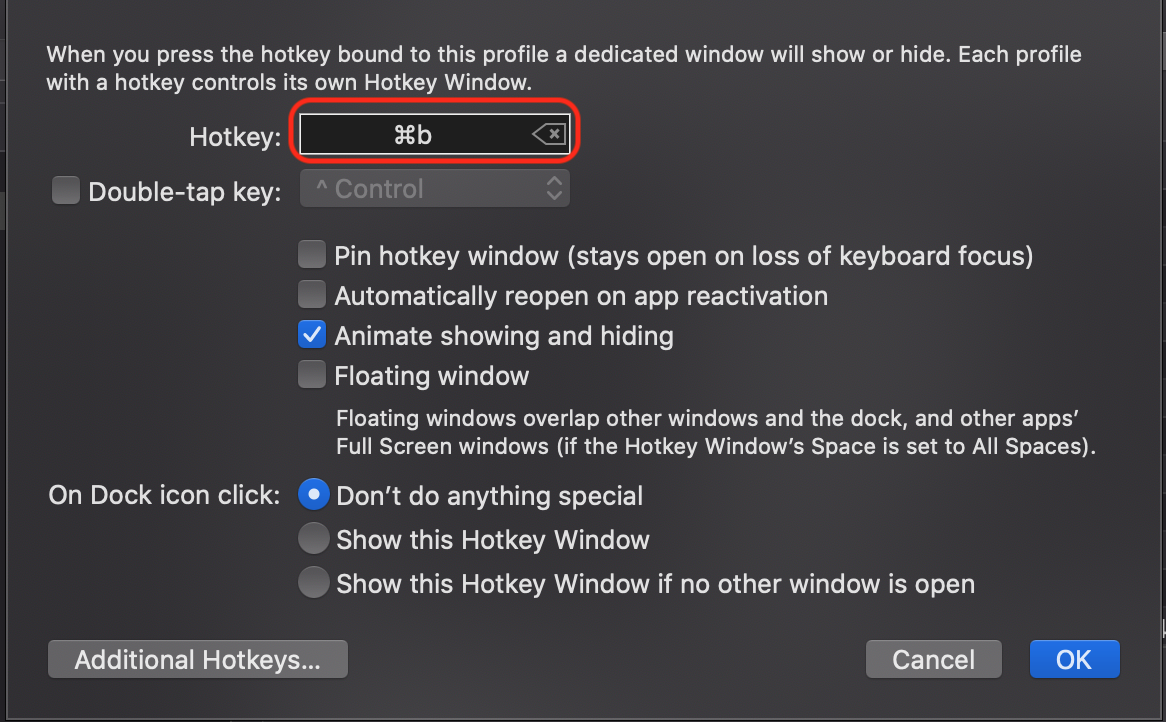 When you press the hotkey bound to this profile a dedicated window will show or hide. Each profile
with a hotkey controls its own Hotkey Window.
Hotkey: ⌘b
Double-tap key: ^ Control
Pin hotkey window (stays open on loss of keyboard focus)
Automatically reopen on app reactivation
Animate showing and hiding
Floating window
Floating windows overlap other windows and the dock, and other apps’
Full Screen windows (if the Hotkey Window’s Space is set to All Spaces).
On Dock icon click: Don’t do anything special
Show this Hotkey Window
Show this Hotkey Window if no other window is open
Additional Hotkeys... Cancel OK